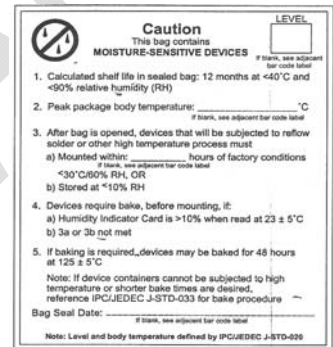 LEVEL
Caution
This bag contains
MOISTURE-SENSITIVE DEVICES
If blank, see adjacent
bar code label
1. Calculated shelf life in sealed bag: 12 months at <40°C and
<90% relative humidity (RH)
2. Peak package body temperature: ____________ °C
If blank, see adjacent bar code label
3. After bag is opened, devices that will be subjected to reflow
solder or other high temperature process must
a) Mounted within: __________ hours of factory conditions
If blank, see adjacent bar code label
≤30°C/60% RH, OR
b) Stored at ≤10% RH
4. Devices require bake, before mounting, if:
a) Humidity Indicator Card is >10% when read at 23 ± 5°C
b) 3a or 3b not met
5. If baking is required, devices may be baked for 48 hours
at 125 ± 5°C
Note: If device containers cannot be subjected to high
temperature or shorter bake times are desired,
reference IPC/JEDEC J-STD-033 for bake procedure
Bag Seal Date: ____________________
If blank, see adjacent bar code label
Note: Level and body temperature defined by IPC/JEDEC J-STD-020